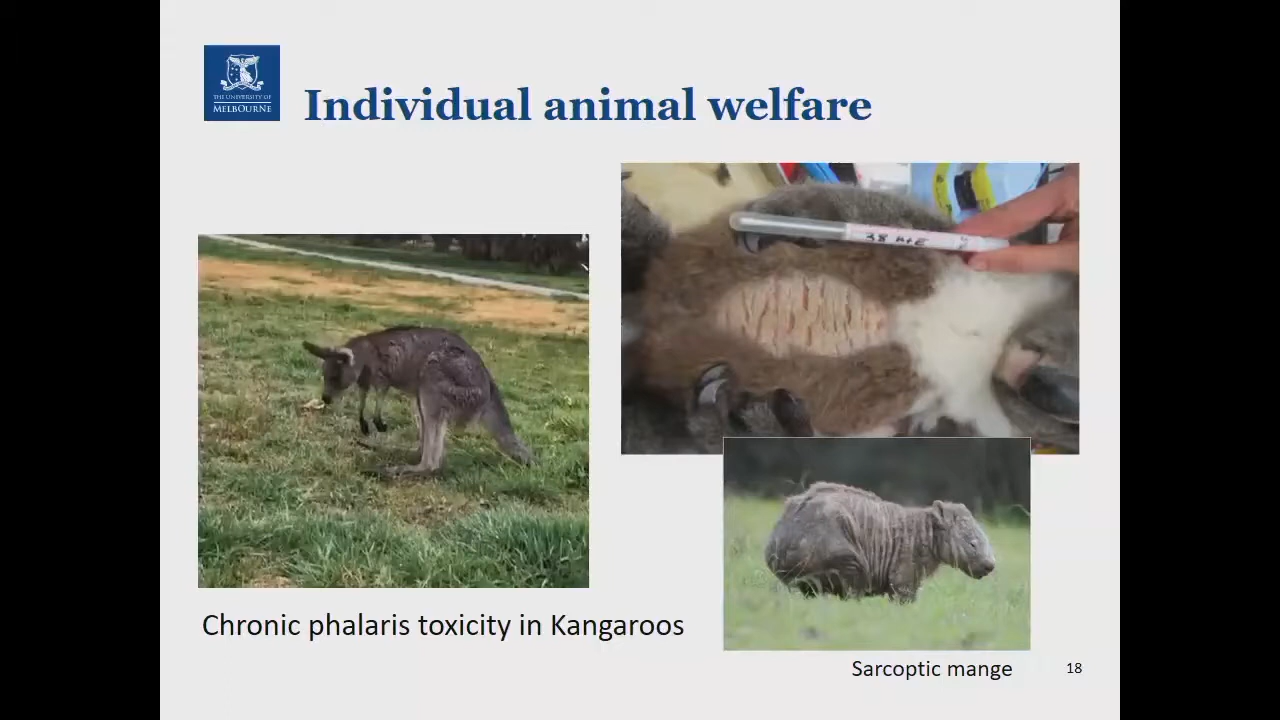 THE UNIVERSITY OF
MELBOURNE
Individual animal welfare
Chronic phalaris toxicity in Kangaroos
Sarcoptic mange
18